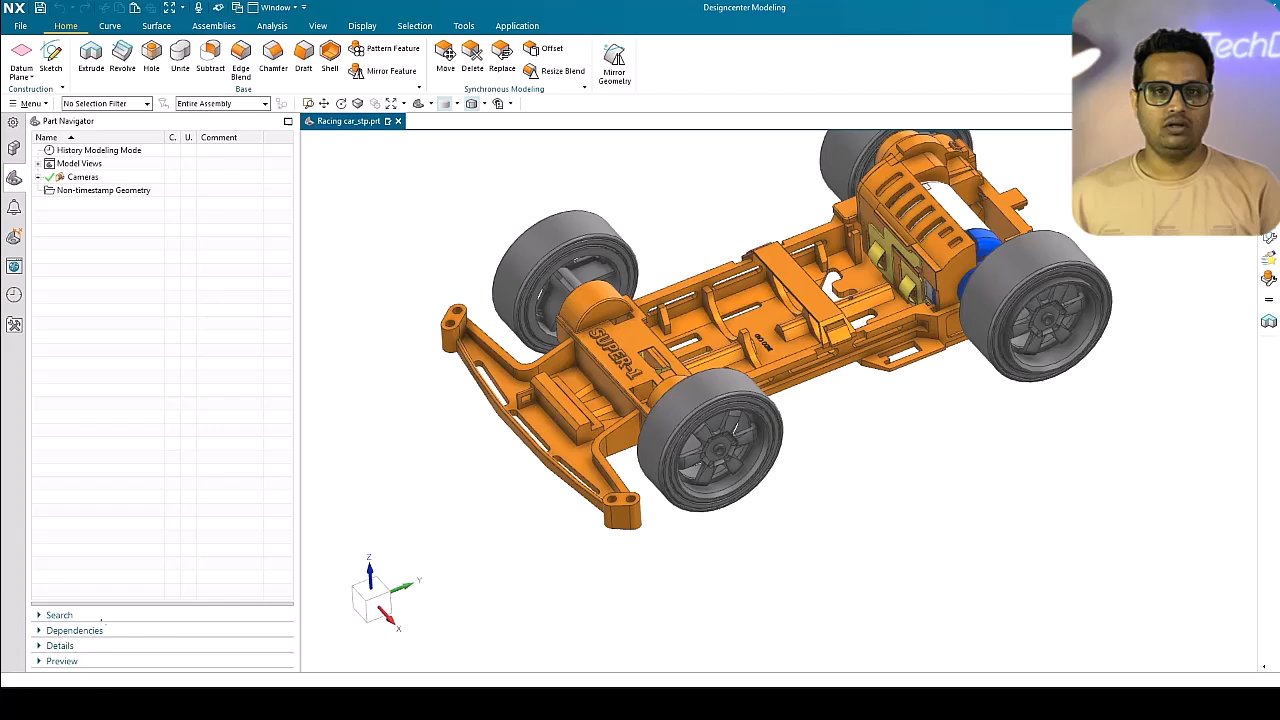 NX
Window
Designcenter Modeling
File Home Curve Surface Assemblies Analysis View Display Selection Tools Application
TechD
Datum Plane
Sketch
Extrude
Revolve
Hole
Unite
Subtract
Edge Blend
Chamfer
Draft
Shell
Pattern Feature
Mirror Feature
Move
Delete
Replace
Offset
Resize Blend
Mirror Geometry
Construction
Base
Synchronous Modeling
Menu
No Selection Filter
Entire Assembly
Part Navigator
Racing car_stp.prt
Name C. U. Comment
History Modeling Mode
Model Views
Cameras
Non-timestamp Geometry
SUPER-1
Z
Y
X
Search
Dependencies
Details
Preview